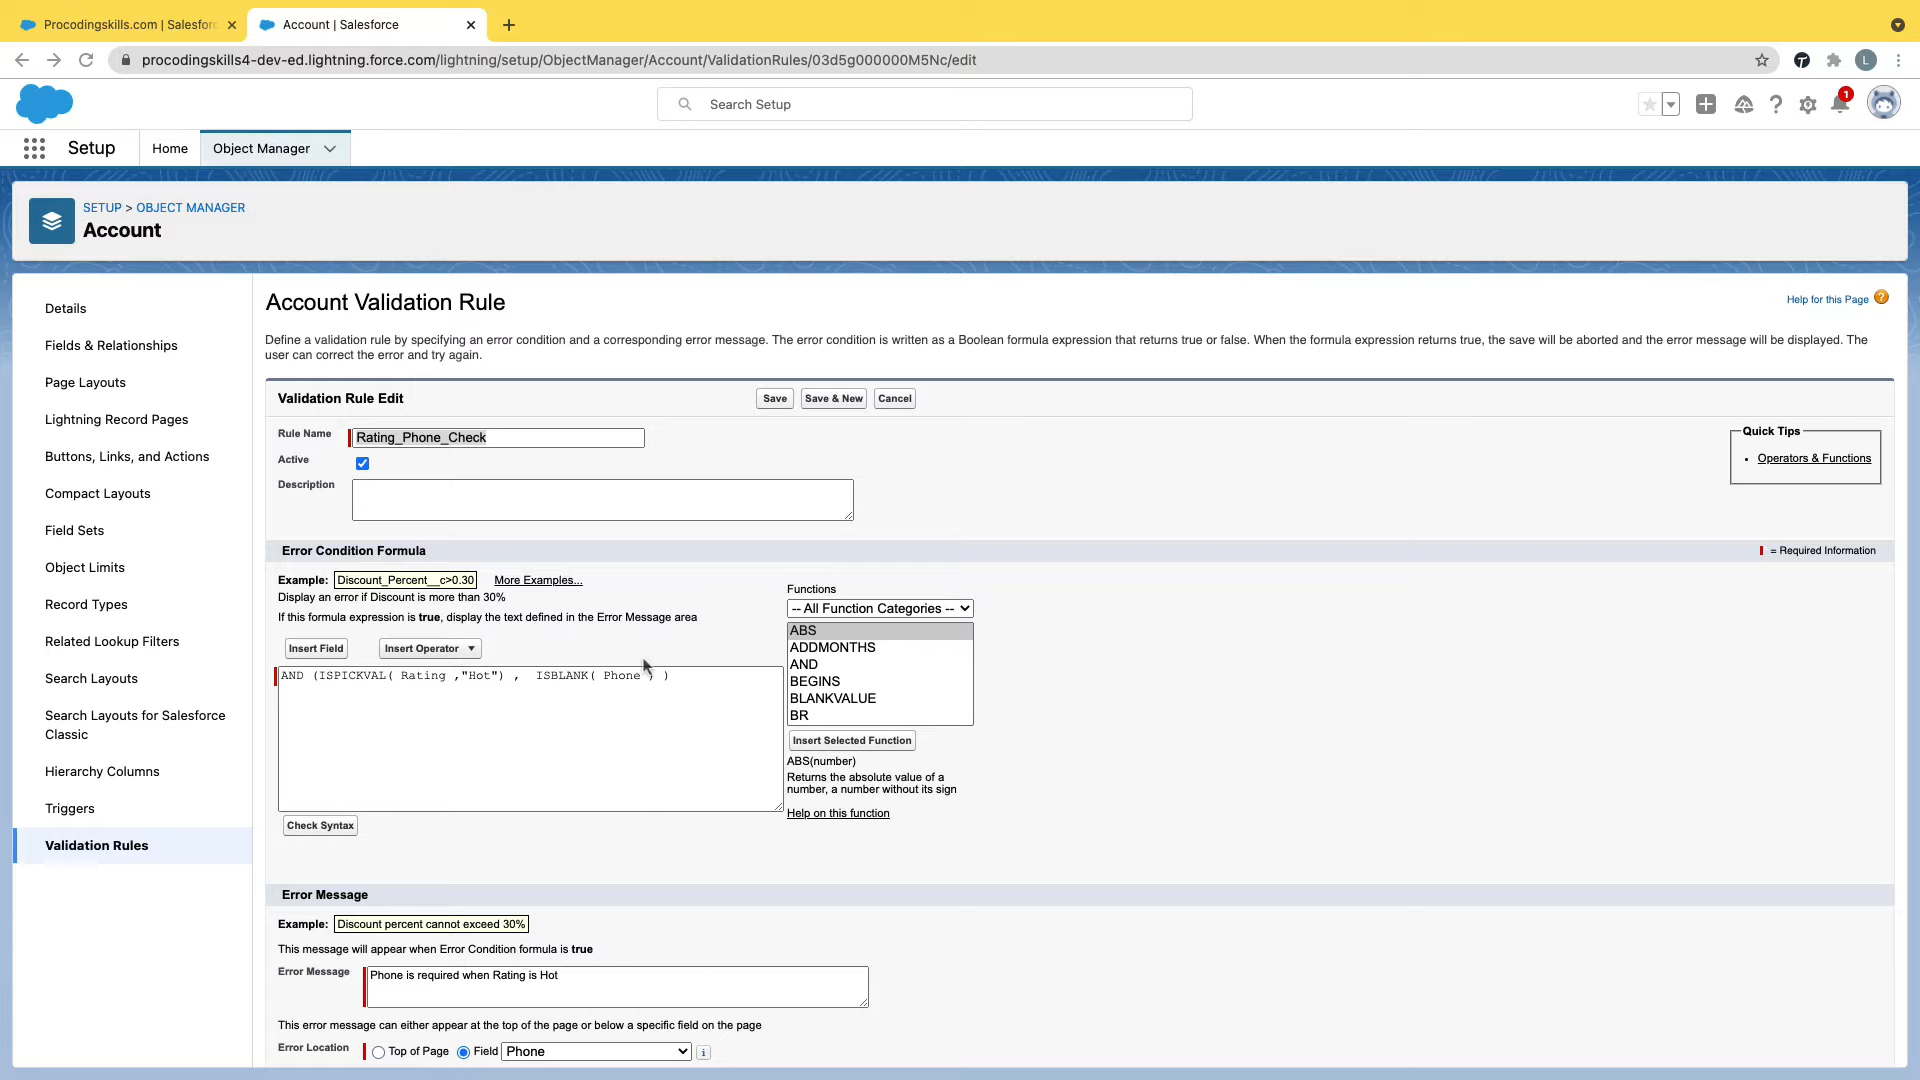 Procodingskills.com | Salesforc
Account | Salesforce
procodingskills4-dev-ed.lightning.force.com/lightning/setup/ObjectManager/Account/ValidationRules/03d5g000000M5Nc/edit
L
Search Setup
1
Setup
Home
Object Manager
SETUP > OBJECT MANAGER
Account
Details
Fields & Relationships
Page Layouts
Lightning Record Pages
Buttons, Links, and Actions
Compact Layouts
Field Sets
Object Limits
Record Types
Related Lookup Filters
Search Layouts
Search Layouts for Salesforce
Classic
Hierarchy Columns
Triggers
Validation Rules
Account Validation Rule
Help for this Page
Define a validation rule by specifying an error condition and a corresponding error message. The error condition is written as a Boolean formula expression that returns true or false. When the formula expression returns true, the save will be aborted and the error message will be displayed. The
user can correct the error and try again.
Validation Rule Edit
Save
Save & New
Cancel
Rule Name
Rating_Phone_Check
Active
Description
Quick Tips
• Operators & Functions
Error Condition Formula
= Required Information
Example: Discount_Percent__c>0.30 More Examples...
Display an error if Discount is more than 30%
If this formula expression is true, display the text defined in the Error Message area
Insert Field
Insert Operator
AND (ISPICKVAL( Rating ,"Hot") , ISBLANK( Phone ) )
Check Syntax
Functions
-- All Function Categories --
ABS
ADDMONTHS
AND
BEGINS
BLANKVALUE
BR
Insert Selected Function
ABS(number)
Returns the absolute value of a
number, a number without its sign
Help on this function
Error Message
Example: Discount percent cannot exceed 30%
This message will appear when Error Condition formula is true
Error Message
Phone is required when Rating is Hot
This error message can either appear at the top of the page or below a specific field on the page
Error Location
Top of Page
Field
Phone
i